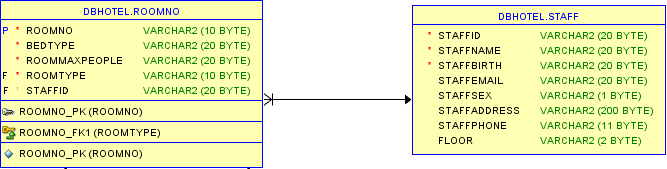 DBHOTEL.ROOMNO
P * ROOMNO VARCHAR2 (10 BYTE)
* BEDTYPE VARCHAR2 (20 BYTE)
* ROOMMAXPEOPLE VARCHAR2 (20 BYTE)
F * ROOMTYPE VARCHAR2 (10 BYTE)
F * STAFFID VARCHAR2 (20 BYTE)
ROOMNO_PK (ROOMNO)
ROOMNO_FK1 (ROOMTYPE)
ROOMNO_PK (ROOMNO)
DBHOTEL.STAFF
* STAFFID VARCHAR2 (20 BYTE)
* STAFFNAME VARCHAR2 (20 BYTE)
* STAFFBIRTH VARCHAR2 (20 BYTE)
STAFFEMAIL VARCHAR2 (20 BYTE)
STAFFSEX VARCHAR2 (1 BYTE)
STAFFADDRESS VARCHAR2 (200 BYTE)
STAFFPHONE VARCHAR2 (11 BYTE)
FLOOR VARCHAR2 (2 BYTE)